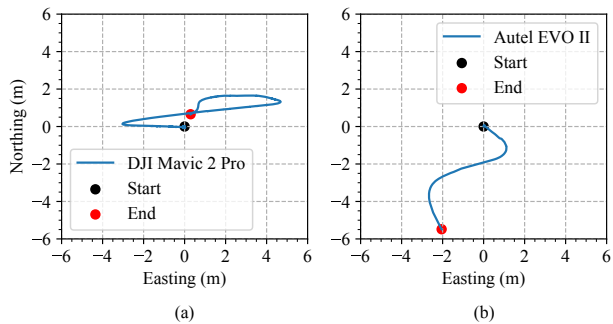 6
4
2
0
−2
−4
−6
Northing (m)
DJI Mavic 2 Pro
Start
End
−6 −4 −2 0 2 4 6
Easting (m)
(a)
6
4
2
0
−2
−4
−6
Autel EVO II
Start
End
−6 −4 −2 0 2 4 6
Easting (m)
(b)